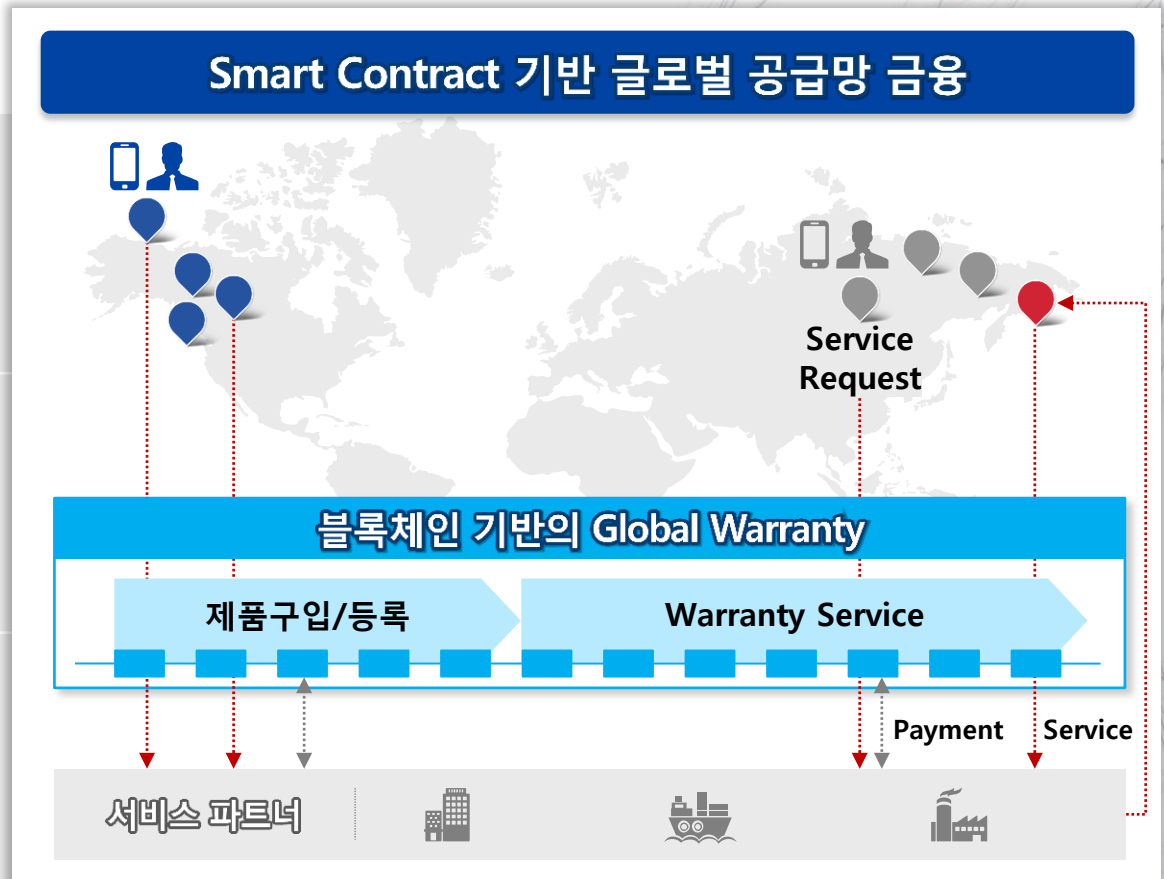 Smart Contract 기반 글로벌 공급망 금융
Service
Request
블록체인 기반의 Global Warranty
제품구입/등록
Warranty Service
Payment
Service
서비스 파트너